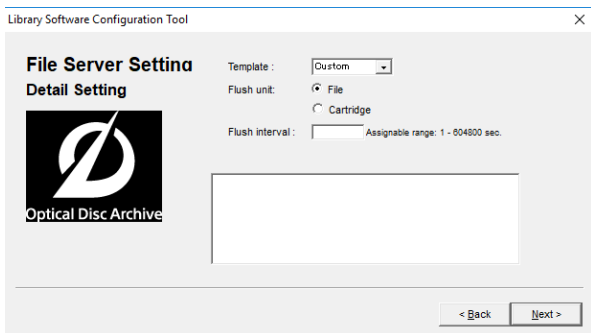 Library Software Configuration Tool
File Server Setting
Detail Setting
Optical Disc Archive
Template :
Custom
Flush unit:
File
Cartridge
Flush interval :
Assignable range: 1 - 604800 sec.
< Back
Next >